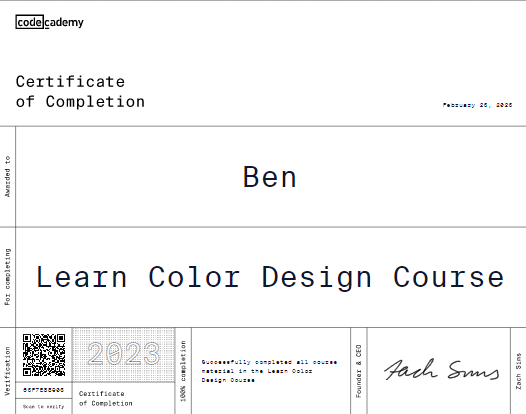 codecademy
Certificate
of Completion
February 25, 2023
Awarded to
Ben
For completing
Learn Color Design Course
Verification
Scan to verify
2023
Certificate
of Completion
100% completion
Successfully completed all course
material in the Learn Color
Design Course
Founder & CEO
Zach Sims
Zach Sims